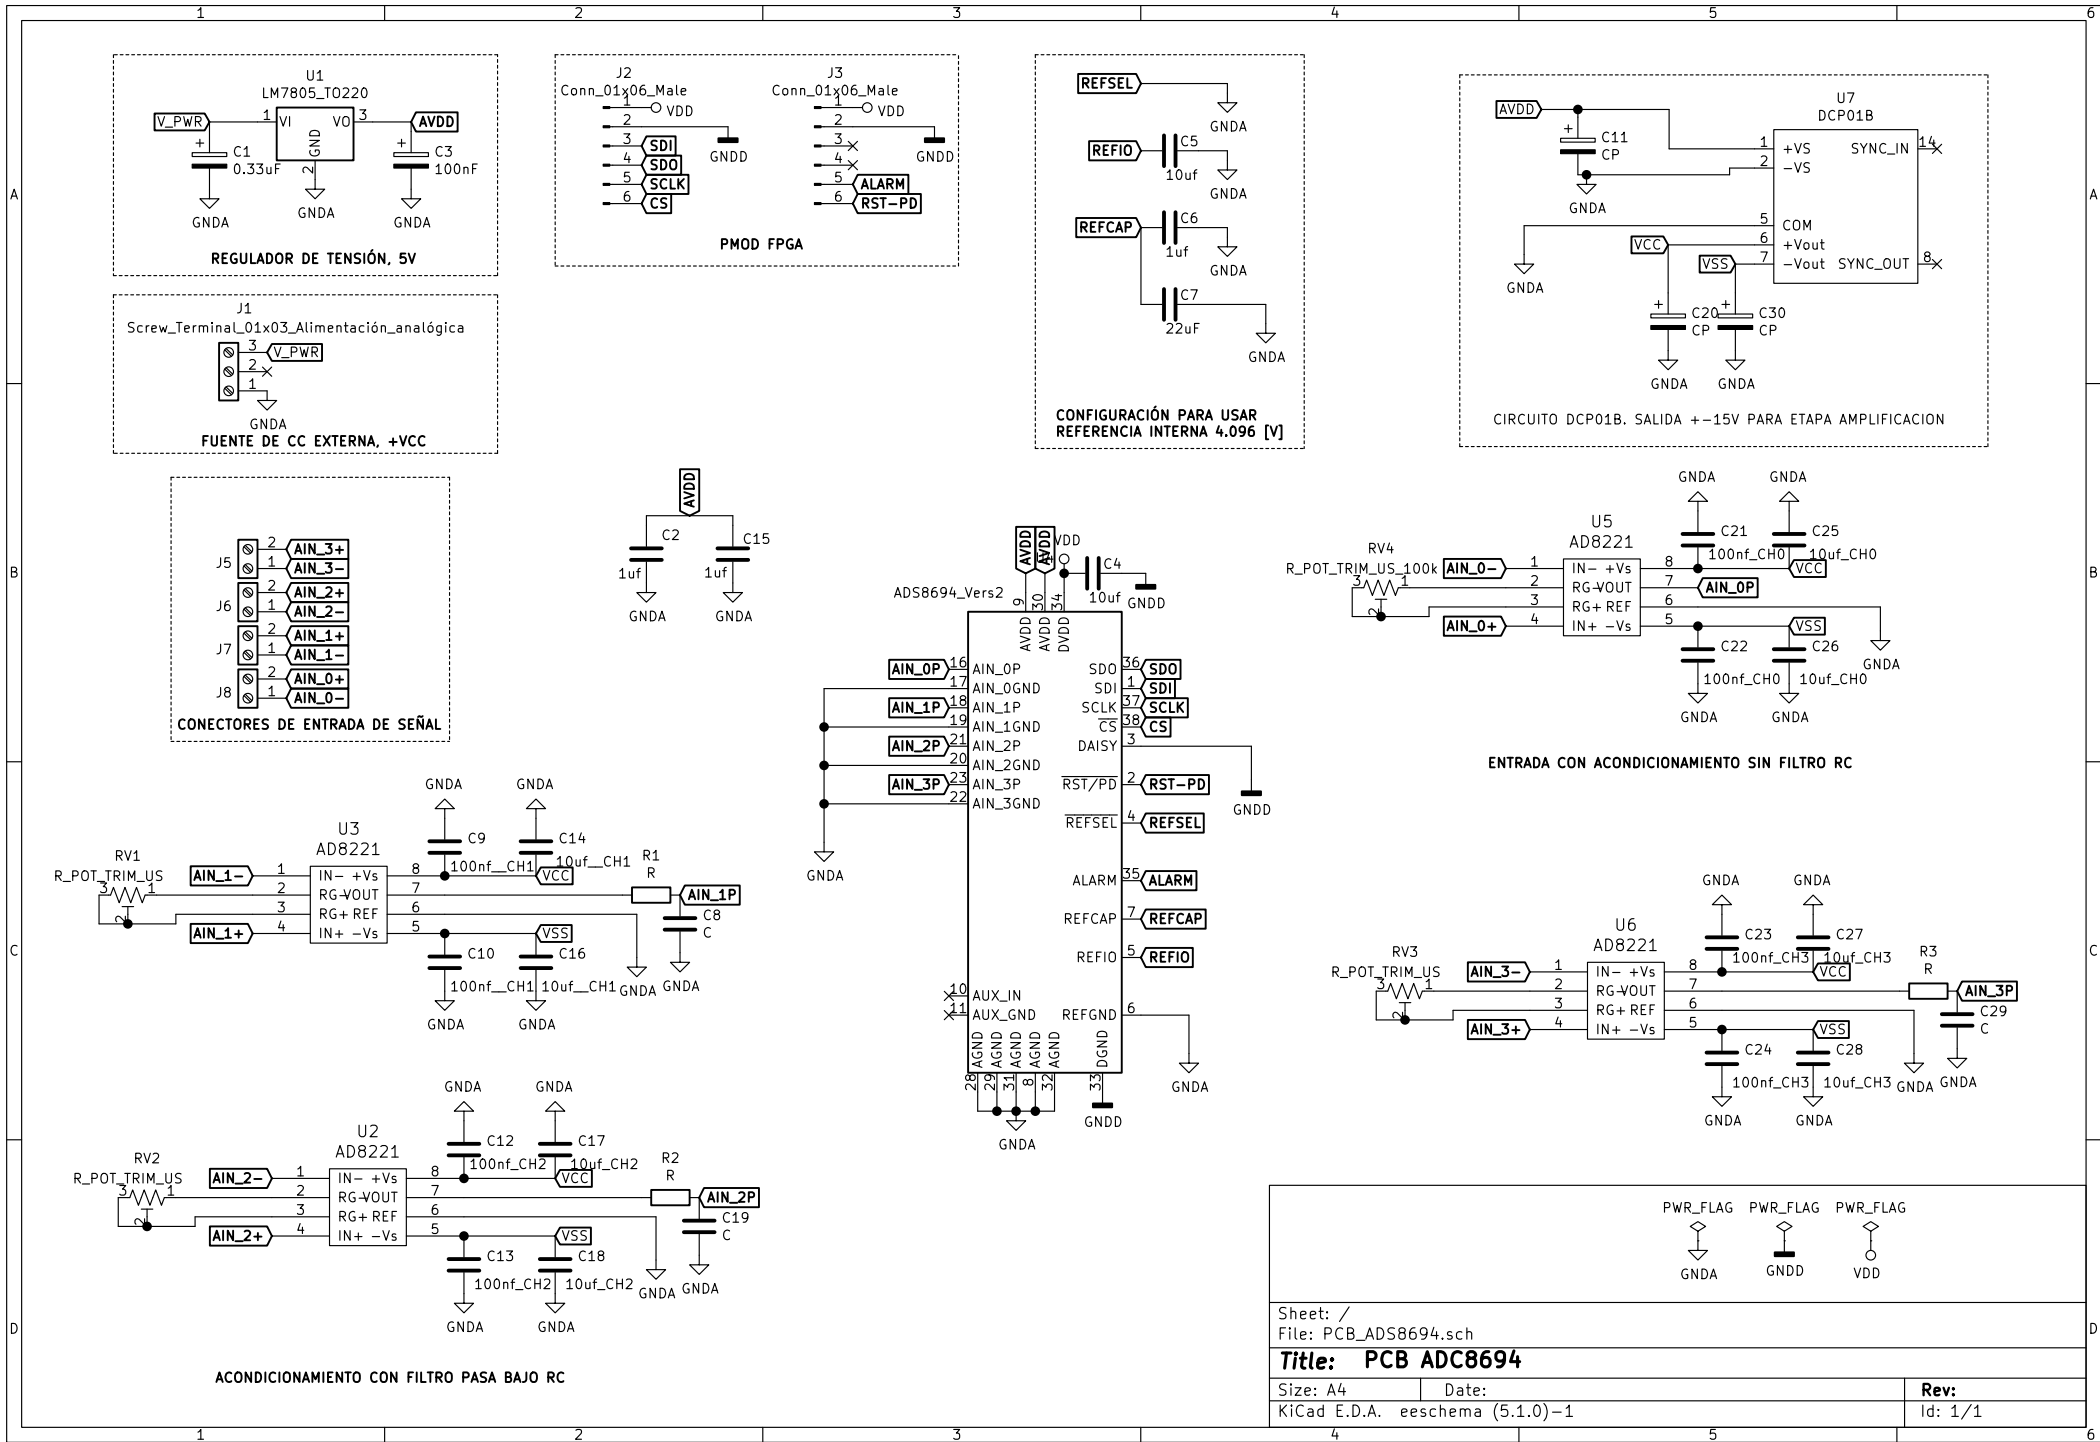 1 2 3 4 5 6
A
B
C
D
A
B
C
D
1 2 3 4 5 6
U1
LM7805_TO220
V_PWR
1 VI
VO 3
GND
2
AVDD
C1
0.33uF
C3
100nF
GNDA
GNDA
GNDA
REGULADOR DE TENSIÓN, 5V
J1
Screw_Terminal_01x03_Alimentación_analógica
3 V_PWR
2
1
GNDA
FUENTE DE CC EXTERNA, +VCC
J2
Conn_01x06_Male
1 VDD
2
GNDD
3 SDI
4 SDO
5 SCLK
6 CS
J3
Conn_01x06_Male
1 VDD
2
GNDD
3
4
5 ALARM
6 RST-PD
PMOD FPGA
REFSEL
GNDA
REFIO
C5
10uf
GNDA
REFCAP
C6
1uf
GNDA
C7
22uF
GNDA
CONFIGURACIÓN PARA USAR
REFERENCIA INTERNA 4.096 [V]
U7
DCP01B
AVDD
C11
CP
GNDA
1 +VS
2 -VS
5 COM
6 +Vout
7 -Vout
SYNC_IN 14
SYNC_OUT 8
GNDA
VCC
VSS
C20
CP
C30
CP
GNDA
GNDA
CIRCUITO DCP01B. SALIDA +-15V PARA ETAPA AMPLIFICACION
J5
2 AIN_3+
1 AIN_3-
J6
2 AIN_2+
1 AIN_2-
J7
2 AIN_1+
1 AIN_1-
J8
2 AIN_0+
1 AIN_0-
CONECTORES DE ENTRADA DE SEÑAL
AVDD
C2
1uf
C15
1uf
GNDA
GNDA
ADS8694_Vers2
AVDD
AVDD
VDD
C4
10uf
GNDD
9 AVDD
30 AVDD
34 DVDD
AIN_0P 16 AIN_0P
17 AIN_0GND
AIN_1P 18 AIN_1P
19 AIN_1GND
AIN_2P 21 AIN_2P
20 AIN_2GND
AIN_3P 23 AIN_3P
22 AIN_3GND
GNDA
10 AUX_IN
11 AUX_GND
SDO 36 SDO
SDI 1 SDI
SCLK 37 SCLK
CS 38 CS
DAISY 3
GNDD
RST/PD 2 RST-PD
REFSEL 4 REFSEL
ALARM 35 ALARM
REFCAP 7 REFCAP
REFIO 5 REFIO
REFGND 6
GNDA
28 AGND
29 AGND
31 AGND
8 AGND
32 AGND
33 DGND
GNDA
GNDD
U5
AD8221
RV4
R_POT_TRIM_US_100k
3 1
2
AIN_0- 1 IN-
2 RG-
3 RG+
AIN_0+ 4 IN+
+Vs 8
VOUT 7 AIN_0P
REF 6
-Vs 5
GNDA
GNDA
C21
100nf_CH0
C25
10uf_CH0
VCC
VSS
C22
100nf_CH0
C26
10uf_CH0
GNDA
GNDA
GNDA
ENTRADA CON ACONDICIONAMIENTO SIN FILTRO RC
U3
AD8221
RV1
R_POT_TRIM_US
3 1
2
AIN_1- 1 IN-
2 RG-
3 RG+
AIN_1+ 4 IN+
+Vs 8
VOUT 7
REF 6
-Vs 5
GNDA
GNDA
C9
100nf__CH1
C14
10uf__CH1
VCC
R1
R
AIN_1P
C8
C
VSS
C10
100nf__CH1
C16
10uf__CH1
GNDA
GNDA
GNDA
GNDA
U6
AD8221
RV3
R_POT_TRIM_US
3 1
2
AIN_3- 1 IN-
2 RG-
3 RG+
AIN_3+ 4 IN+
+Vs 8
VOUT 7
REF 6
-Vs 5
GNDA
GNDA
C23
100nf_CH3
C27
10uf_CH3
VCC
R3
R
AIN_3P
C29
C
VSS
C24
100nf_CH3
C28
10uf_CH3
GNDA
GNDA
GNDA
GNDA
U2
AD8221
RV2
R_POT_TRIM_US
3 1
2
AIN_2- 1 IN-
2 RG-
3 RG+
AIN_2+ 4 IN+
+Vs 8
VOUT 7
REF 6
-Vs 5
GNDA
GNDA
C12
100nf_CH2
C17
10uf_CH2
VCC
R2
R
AIN_2P
C19
C
VSS
C13
100nf_CH2
C18
10uf_CH2
GNDA
GNDA
GNDA
GNDA
ACONDICIONAMIENTO CON FILTRO PASA BAJO RC
PWR_FLAG PWR_FLAG PWR_FLAG
GNDA GNDD VDD
Sheet: /
File: PCB_ADS8694.sch
Title: PCB ADC8694
Size: A4 Date: Rev:
KiCad E.D.A. eeschema (5.1.0)-1 Id: 1/1